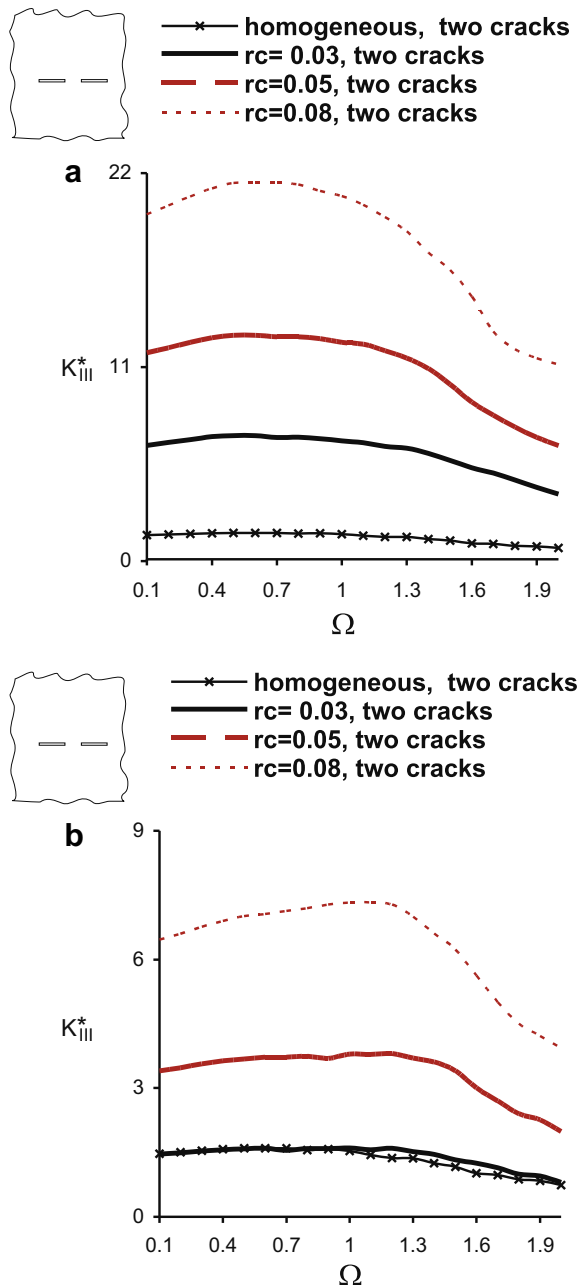 homogeneous, two cracks
rc= 0.03, two cracks
rc=0.05, two cracks
rc=0.08, two cracks
a
22
11
0
K*III
0.1 0.4 0.7 1 1.3 1.6 1.9
Ω
homogeneous, two cracks
rc= 0.03, two cracks
rc=0.05, two cracks
rc=0.08, two cracks
b
9
6
3
0
K*III
0.1 0.4 0.7 1 1.3 1.6 1.9
Ω